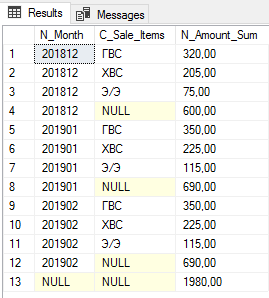 Results Messages
N_Month C_Sale_Items N_Amount_Sum
1 201812 ГВС 320,00
2 201812 ХВС 205,00
3 201812 Э/Э 75,00
4 201812 NULL 600,00
5 201901 ГВС 350,00
6 201901 ХВС 225,00
7 201901 Э/Э 115,00
8 201901 NULL 690,00
9 201902 ГВС 350,00
10 201902 ХВС 225,00
11 201902 Э/Э 115,00
12 201902 NULL 690,00
13 NULL NULL 1980,00